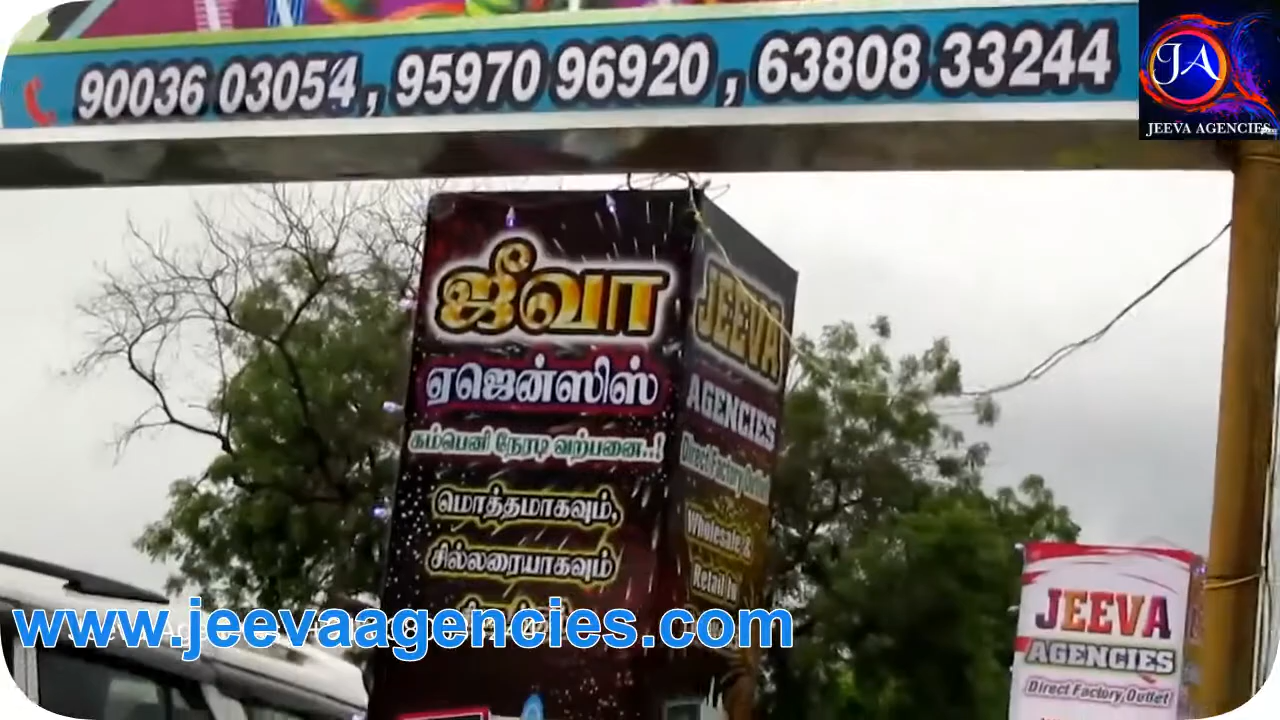 90036 03054 , 95970 96920 , 63808 33244
JA
JEEVA AGENCIES
ஜீவா
ஏஜென்ஸிஸ்
கம்பெனி நேரடி விற்பனை..!
மொத்தமாகவும்,
சில்லரையாகவும்
JEEVA
AGENCIES
Direct Factory Outlet
Wholesale &
Retail In
www.jeevaagencies.com
JEEVA
AGENCIES
Direct Factory Outlet